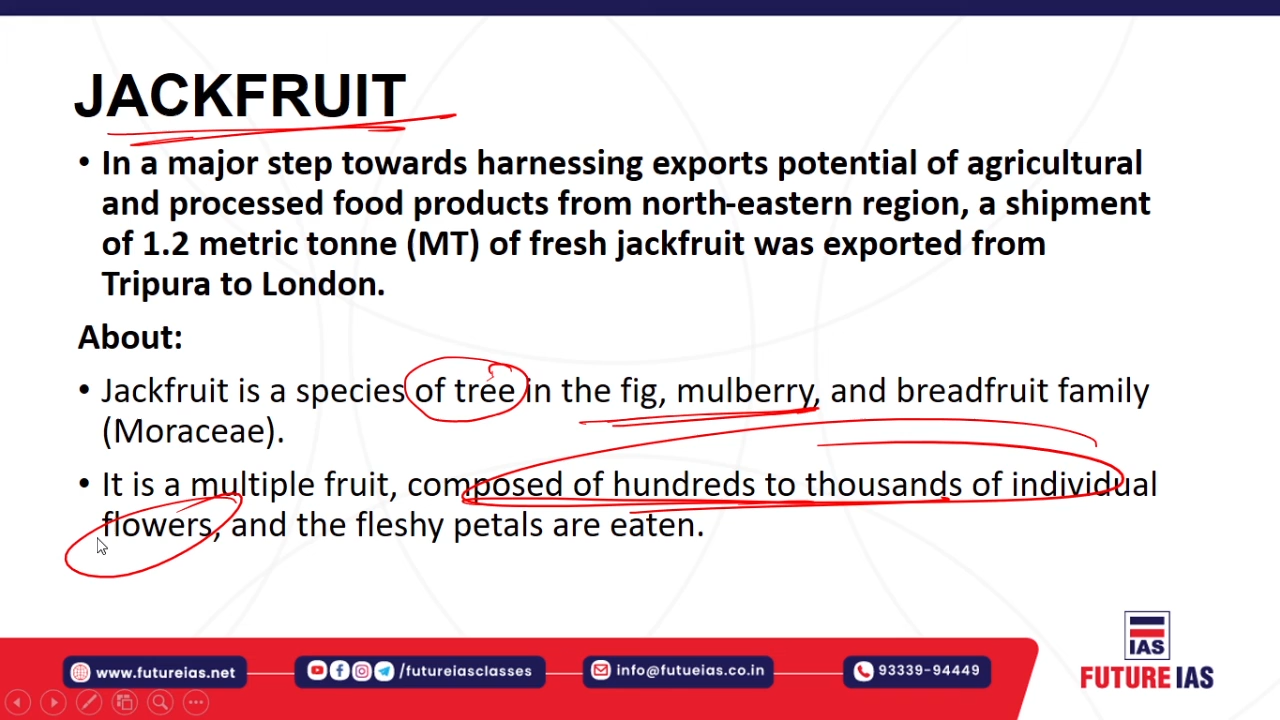 JACKFRUIT
• In a major step towards harnessing exports potential of agricultural
and processed food products from north-eastern region, a shipment
of 1.2 metric tonne (MT) of fresh jackfruit was exported from
Tripura to London.
About:
• Jackfruit is a species of tree in the fig, mulberry, and breadfruit family
(Moraceae).
• It is a multiple fruit, composed of hundreds to thousands of individual
flowers, and the fleshy petals are eaten.
www.futureias.net
/futureiasclasses
info@futueias.co.in
93339-94449
IAS
FUTURE IAS